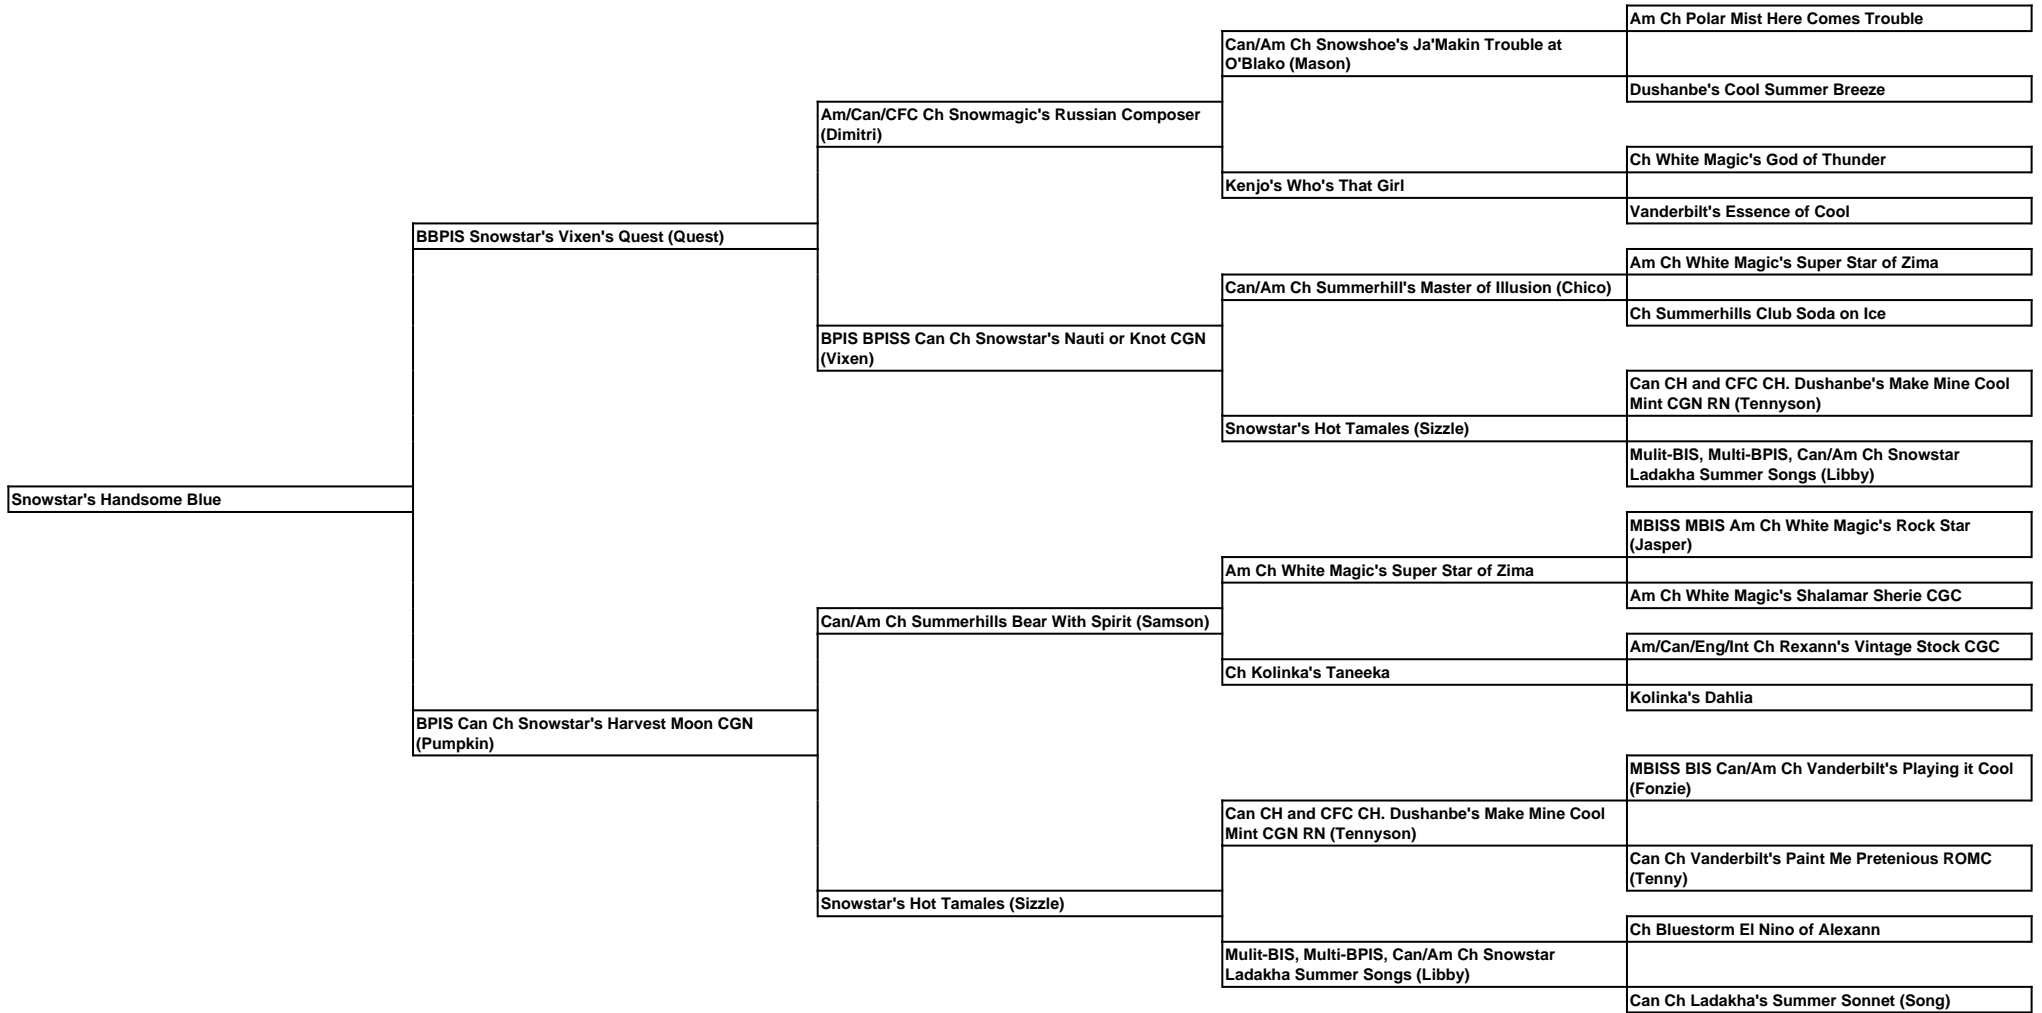 Am Ch Polar Mist Here Comes Trouble
Can/Am Ch Snowshoe's Ja'Makin Trouble at
O'Blako (Mason)
Dushanbe's Cool Summer Breeze
Am/Can/CFC Ch Snowmagic's Russian Composer
(Dimitri)
Ch White Magic's God of Thunder
Kenjo's Who's That Girl
Vanderbilt's Essence of Cool
BBPIS Snowstar's Vixen's Quest (Quest)
Am Ch White Magic's Super Star of Zima
Can/Am Ch Summerhill's Master of Illusion (Chico)
Ch Summerhills Club Soda on Ice
BPIS BPISS Can Ch Snowstar's Nauti or Knot CGN
(Vixen)
Can CH and CFC CH. Dushanbe's Make Mine Cool
Mint CGN RN (Tennyson)
Snowstar's Hot Tamales (Sizzle)
Mulit-BIS, Multi-BPIS, Can/Am Ch Snowstar
Ladakha Summer Songs (Libby)
Snowstar's Handsome Blue
MBISS MBIS Am Ch White Magic's Rock Star
(Jasper)
Am Ch White Magic's Super Star of Zima
Am Ch White Magic's Shalamar Sherie CGC
Can/Am Ch Summerhills Bear With Spirit (Samson)
Am/Can/Eng/Int Ch Rexann's Vintage Stock CGC
Ch Kolinka's Taneeka
Kolinka's Dahlia
BPIS Can Ch Snowstar's Harvest Moon CGN
(Pumpkin)
MBISS BIS Can/Am Ch Vanderbilt's Playing it Cool
(Fonzie)
Can CH and CFC CH. Dushanbe's Make Mine Cool
Mint CGN RN (Tennyson)
Can Ch Vanderbilt's Paint Me Pretenious ROMC
(Tenny)
Snowstar's Hot Tamales (Sizzle)
Ch Bluestorm El Nino of Alexann
Mulit-BIS, Multi-BPIS, Can/Am Ch Snowstar
Ladakha Summer Songs (Libby)
Can Ch Ladakha's Summer Sonnet (Song)